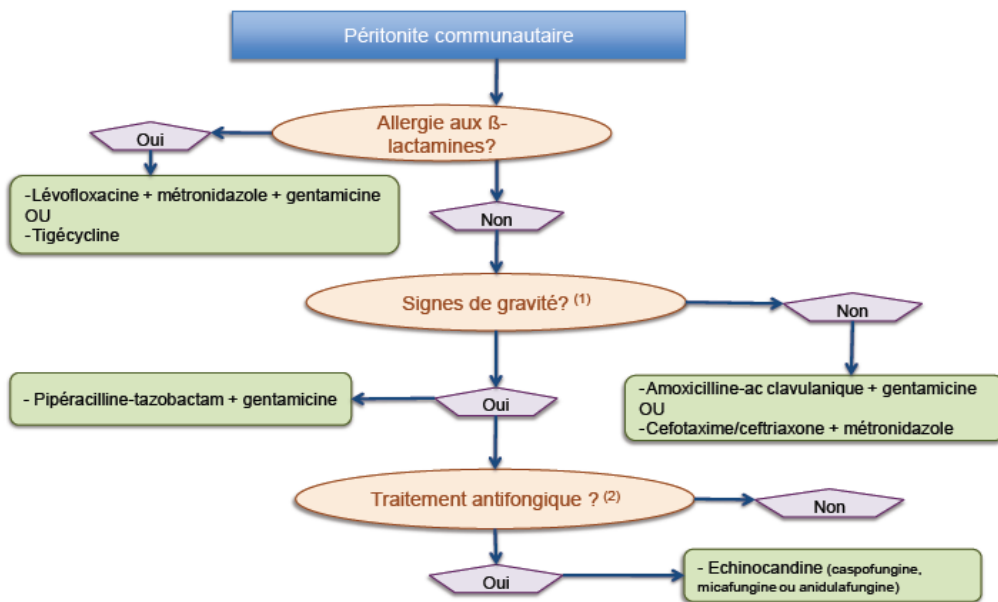 Péritonite communautaire
Allergie aux ß-
lactamines?
Oui
-Lévofloxacine + métronidazole + gentamicine
OU
-Tigécycline
Non
Signes de gravité? (1)
Non
-Amoxicilline-ac clavulanique + gentamicine
OU
-Cefotaxime/ceftriaxone + métronidazole
Oui
- Pipéracilline-tazobactam + gentamicine
Traitement antifongique ? (2)
Non
Oui
- Echinocandine (caspofungine,
micafungine ou anidulafungine)